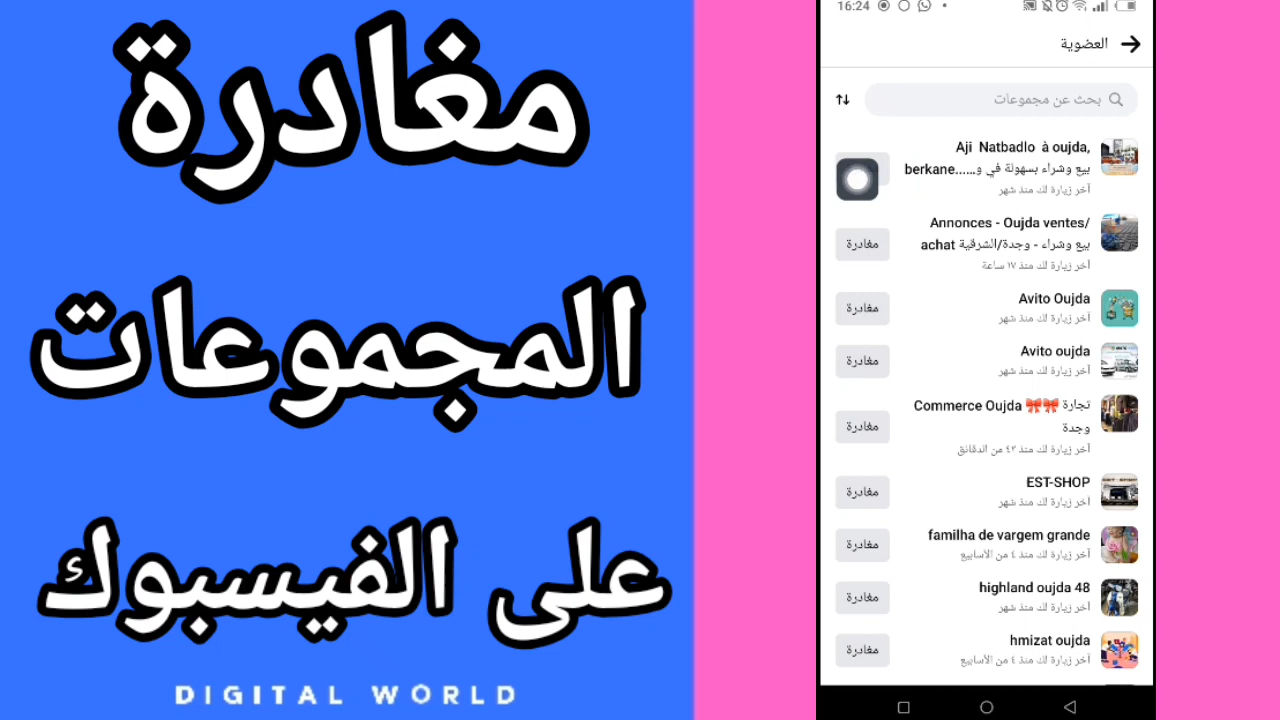 مغادرة
المجموعات
على الفيسبوك
DIGITAL WORLD
16:24
العضوية
بحث عن مجموعات
Aji Natbadlo à oujda,
berkane...…بيع وشراء بسهولة في و
آخر زيارة لك منذ شهر
Annonces - Oujda ventes/
achat بيع وشراء - وجدة/الشرقية
آخر زيارة لك منذ ١٧ ساعة
مغادرة
Avito Oujda
آخر زيارة لك منذ شهر
مغادرة
Avito oujda
آخر زيارة لك منذ شهر
مغادرة
Commerce Oujda 🎀🎀 تجارة
وجدة
آخر زيارة لك منذ ٤٣ من الدقائق
مغادرة
EST-SHOP
آخر زيارة لك منذ شهر
مغادرة
familha de vargem grande
آخر زيارة لك منذ ٤ من الأسابيع
مغادرة
highland oujda 48
آخر زيارة لك منذ شهر
مغادرة
hmizat oujda
آخر زيارة لك منذ ٤ من الأسابيع
مغادرة